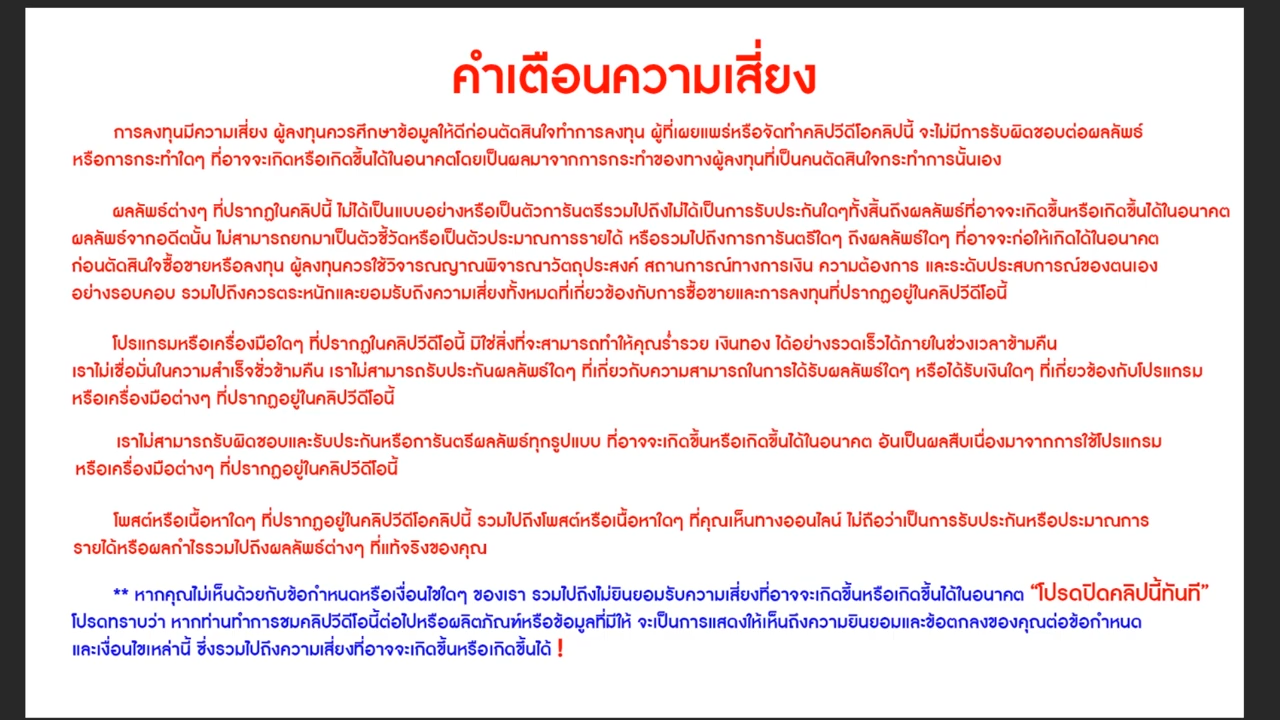 คำเตือนความเสี่ยง
การลงทุนมีความเสี่ยง ผู้ลงทุนควรศึกษาข้อมูลให้ดีก่อนตัดสินใจทำการลงทุน ผู้ที่เผยแพร่หรือจัดทำคลิปวีดีโอคลิปนี้ จะไม่มีการรับผิดชอบต่อผลลัพธ์
หรือการกระทำใดๆ ที่อาจจะเกิดหรือเกิดขึ้นได้ในอนาคตโดยเป็นผลมาจากการกระทำของทางผู้ลงทุนที่เป็นคนตัดสินใจกระทำการนั้นเอง
ผลลัพธ์ต่างๆ ที่ปรากฏในคลิปนี้ ไม่ได้เป็นแบบอย่างหรือเป็นตัวการันตรีรวมไปถึงไม่ได้เป็นการรับประกันใดๆทั้งสิ้นถึงผลลัพธ์ที่อาจจะเกิดขึ้นหรือเกิดขึ้นได้ในอนาคต
ผลลัพธ์จากอดีตนั้น ไม่สามารถยกมาเป็นตัวชี้วัดหรือเป็นตัวประมาณการรายได้ หรือรวมไปถึงการการันตรีใดๆ ถึงผลลัพธ์ใดๆ ที่อาจจะก่อให้เกิดได้ในอนาคต
ก่อนตัดสินใจซื้อขายหรือลงทุน ผู้ลงทุนควรใช้วิจารณญาณพิจารณาวัตถุประสงค์ สถานการณ์ทางการเงิน ความต้องการ และระดับประสบการณ์ของตนเอง
อย่างรอบคอบ รวมไปถึงควรตระหนักและยอมรับถึงความเสี่ยงทั้งหมดที่เกี่ยวข้องกับการซื้อขายและการลงทุนที่ปรากฏอยู่ในคลิปวีดีโอนี้
โปรแกรมหรือเครื่องมือใดๆ ที่ปรากฏในคลิปวีดีโอนี้ มิใช่สิ่งที่จะสามารถทำให้คุณร่ำรวย เงินทอง ได้อย่างรวดเร็วได้ภายในช่วงเวลาข้ามคืน
เราไม่เชื่อมั่นในความสำเร็จชั่วข้ามคืน เราไม่สามารถรับประกันผลลัพธ์ใดๆ ที่เกี่ยวกับความสามารถในการได้รับผลลัพธ์ใดๆ หรือได้รับเงินใดๆ ที่เกี่ยวข้องกับโปรแกรม
หรือเครื่องมือต่างๆ ที่ปรากฏอยู่ในคลิปวีดีโอนี้
เราไม่สามารถรับผิดชอบและรับประกันหรือการันตรีผลลัพธ์ทุกรูปแบบ ที่อาจจะเกิดขึ้นหรือเกิดขึ้นได้ในอนาคต อันเป็นผลสืบเนื่องมาจากการใช้โปรแกรม
หรือเครื่องมือต่างๆ ที่ปรากฏอยู่ในคลิปวีดีโอนี้
โพสต์หรือเนื้อหาใดๆ ที่ปรากฏอยู่ในคลิปวีดีโอคลิปนี้ รวมไปถึงโพสต์หรือเนื้อหาใดๆ ที่คุณเห็นทางออนไลน์ ไม่ถือว่าเป็นการรับประกันหรือประมาณการ
รายได้หรือผลกำไรรวมไปถึงผลลัพธ์ต่างๆ ที่แท้จริงของคุณ
** หากคุณไม่เห็นด้วยกับข้อกำหนดหรือเงื่อนไขใดๆ ของเรา รวมไปถึงไม่ยินยอมรับความเสี่ยงที่อาจจะเกิดขึ้นหรือเกิดขึ้นได้ในอนาคต “โปรดปิดคลิปนี้ทันที”
โปรดทราบว่า หากท่านทำการชมคลิปวีดีโอนี้ต่อไปหรือผลิตภัณฑ์หรือข้อมูลที่มีให้ จะเป็นการแสดงให้เห็นถึงความยินยอมและข้อตกลงของคุณต่อข้อกำหนด
และเงื่อนไขเหล่านี้ ซึ่งรวมไปถึงความเสี่ยงที่อาจจะเกิดขึ้นหรือเกิดขึ้นได้ !